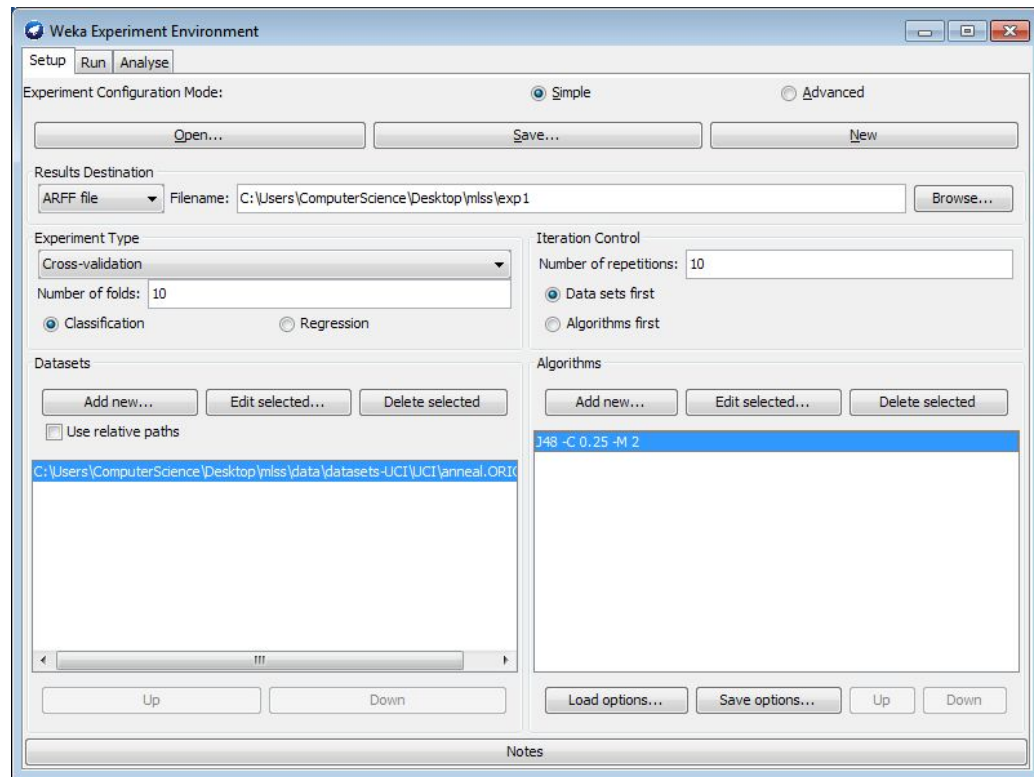 Weka Experiment Environment
Setup Run Analyse
Experiment Configuration Mode: Simple Advanced
Open... Save... New
Results Destination
ARFF file Filename: C:\Users\ComputerScience\Desktop\mlss\exp1 Browse...
Experiment Type
Cross-validation
Number of folds: 10
Classification Regression
Iteration Control
Number of repetitions: 10
Data sets first
Algorithms first
Datasets
Add new... Edit selected... Delete selected
Use relative paths
C:\Users\ComputerScience\Desktop\mlss\data\datasets-UCI\UCI\anneal.ORIG
Up Down
Algorithms
Add new... Edit selected... Delete selected
J48 -C 0.25 -M 2
Load options... Save options... Up Down
Notes